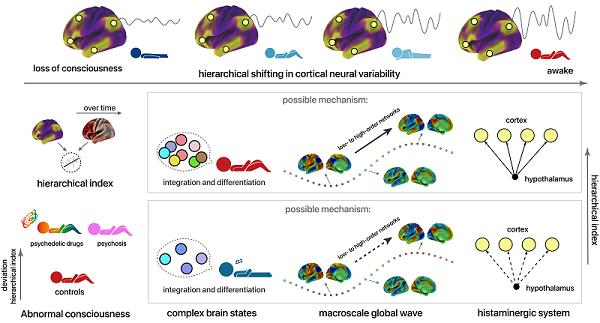 loss of consciousness
hierarchical shifting in cortical neural variability
awake
over time
hierarchical index
possible mechanism:
integration and differentiation
low- to high-order networks
cortex
hypothalamus
hierarchical index
psychedelic drugs
psychosis
controls
deviation
hierarchical index
Abnormal consciousness
possible mechanism:
integration and differentiation
low- to high-order networks
cortex
hypothalamus
complex brain states
macroscale global wave
histaminergic system